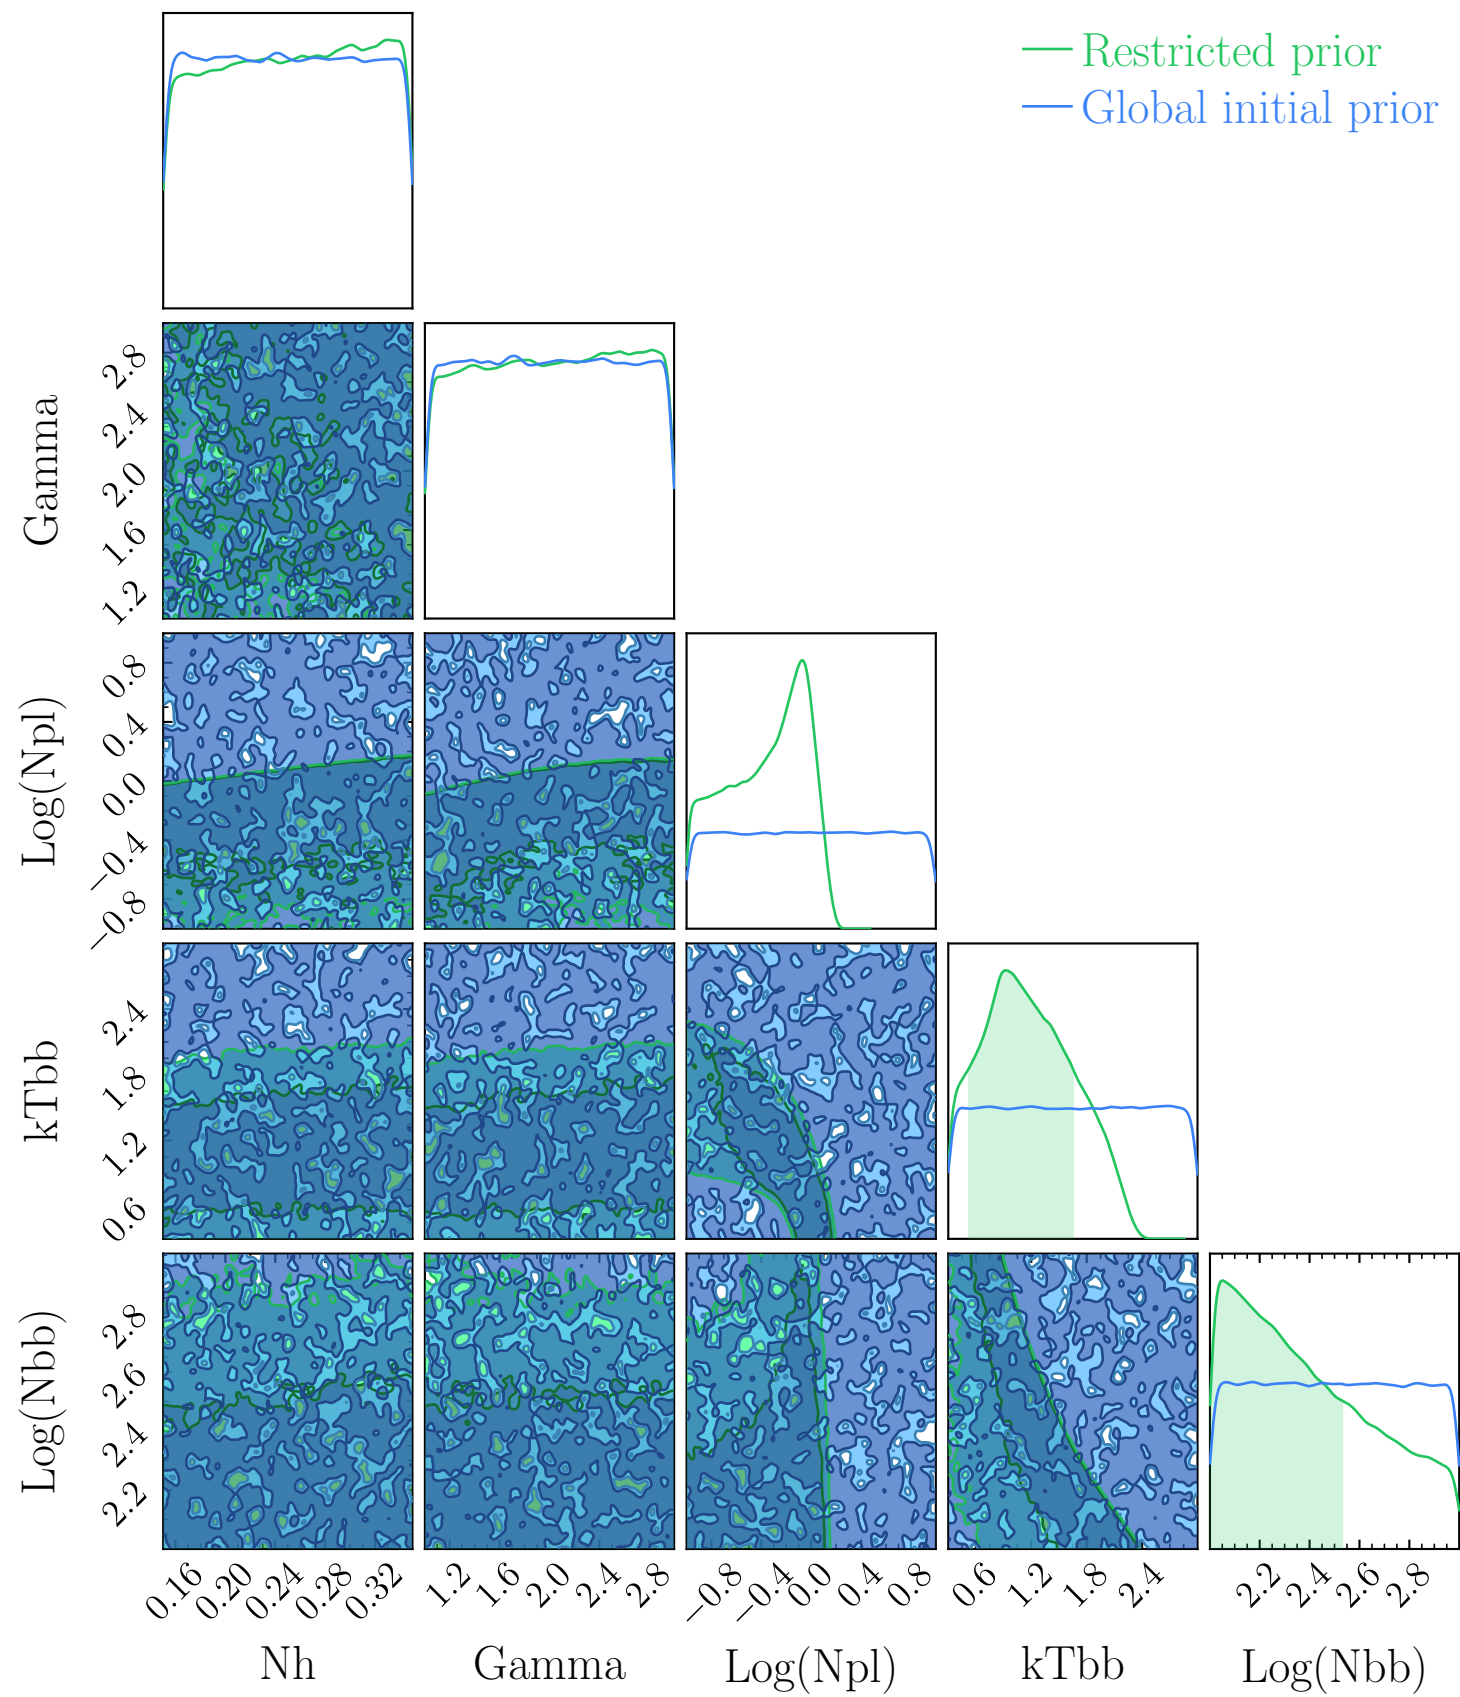 Restricted prior
Global initial prior
Gamma
2.8
2.4
2.0
1.6
1.2
Log(Npl)
0.8
0.4
0.0
−0.4
−0.8
kTbb
2.4
1.8
1.2
0.6
Log(Nbb)
2.8
2.6
2.4
2.2
0.16 0.20 0.24 0.28 0.32
1.2 1.6 2.0 2.4 2.8
−0.8 −0.4 0.0 0.4 0.8
0.6 1.2 1.8 2.4
2.2 2.4 2.6 2.8
Nh Gamma Log(Npl) kTbb Log(Nbb)